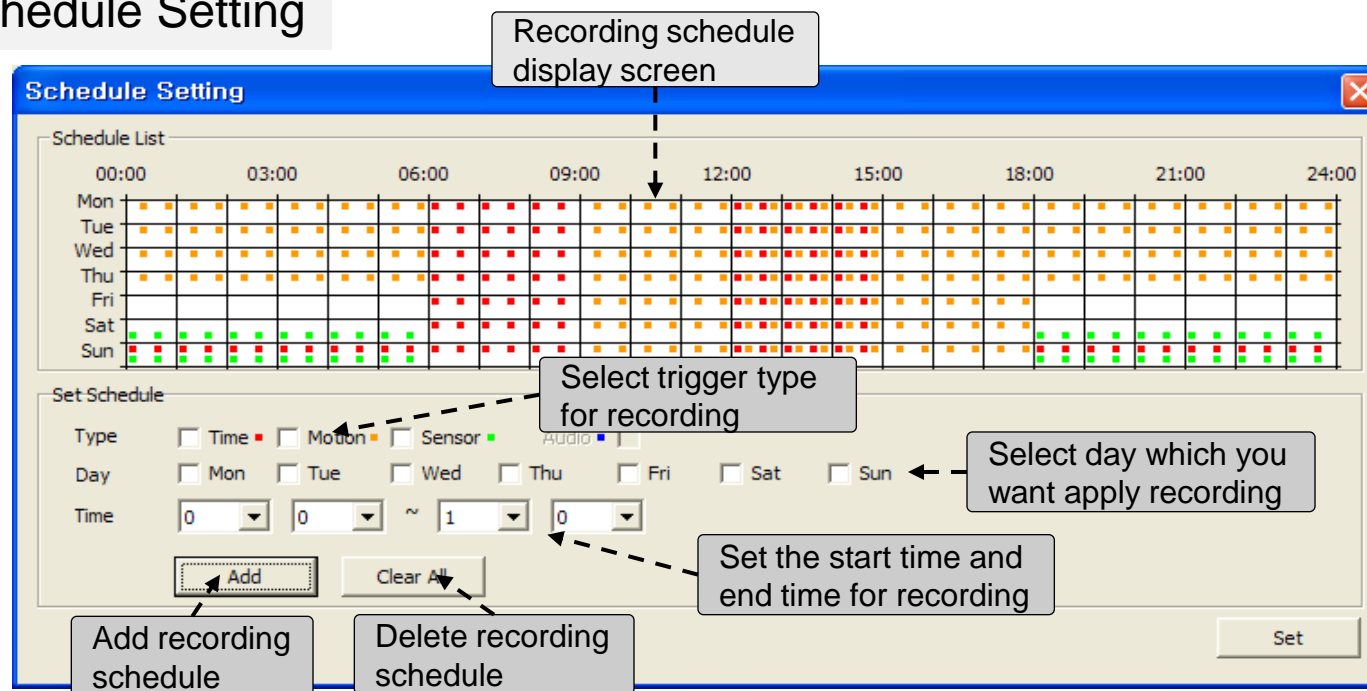 hedule Setting
Recording schedule
display screen
Schedule Setting
Schedule List
00:00 03:00 06:00 09:00 12:00 15:00 18:00 21:00 24:00
Mon
Tue
Wed
Thu
Fri
Sat
Sun
Select trigger type
for recording
Set Schedule
Type Time Motion Sensor Audio
Day Mon Tue Wed Thu Fri Sat Sun
Select day which you
want apply recording
Time 0 0 ~ 1 0
Set the start time and
end time for recording
Add Clear All
Add recording
schedule
Delete recording
schedule
Set